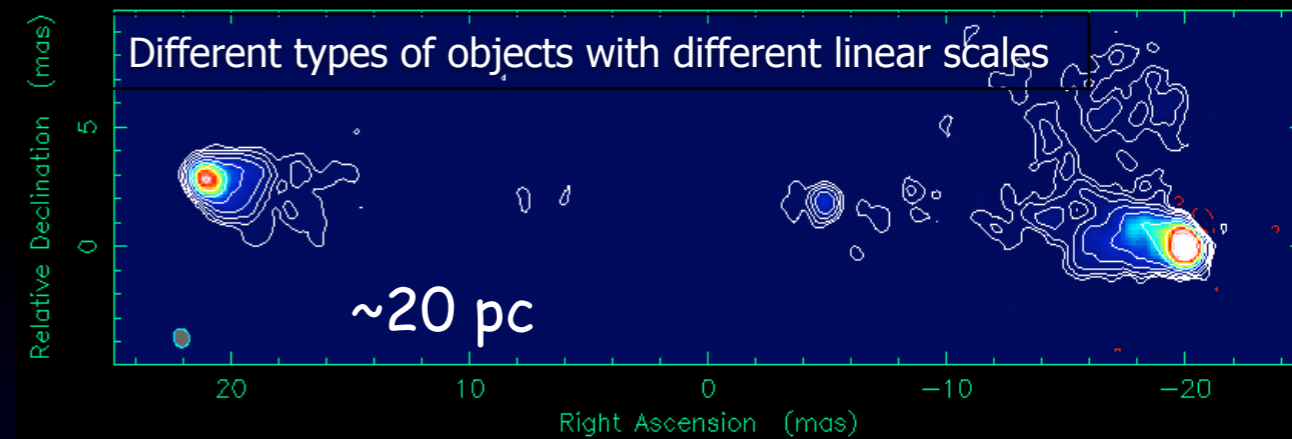 Different types of objects with different linear scales
Relative Declination (mas)
5
0
~20 pc
20
10
0
−10
−20
Right Ascension (mas)